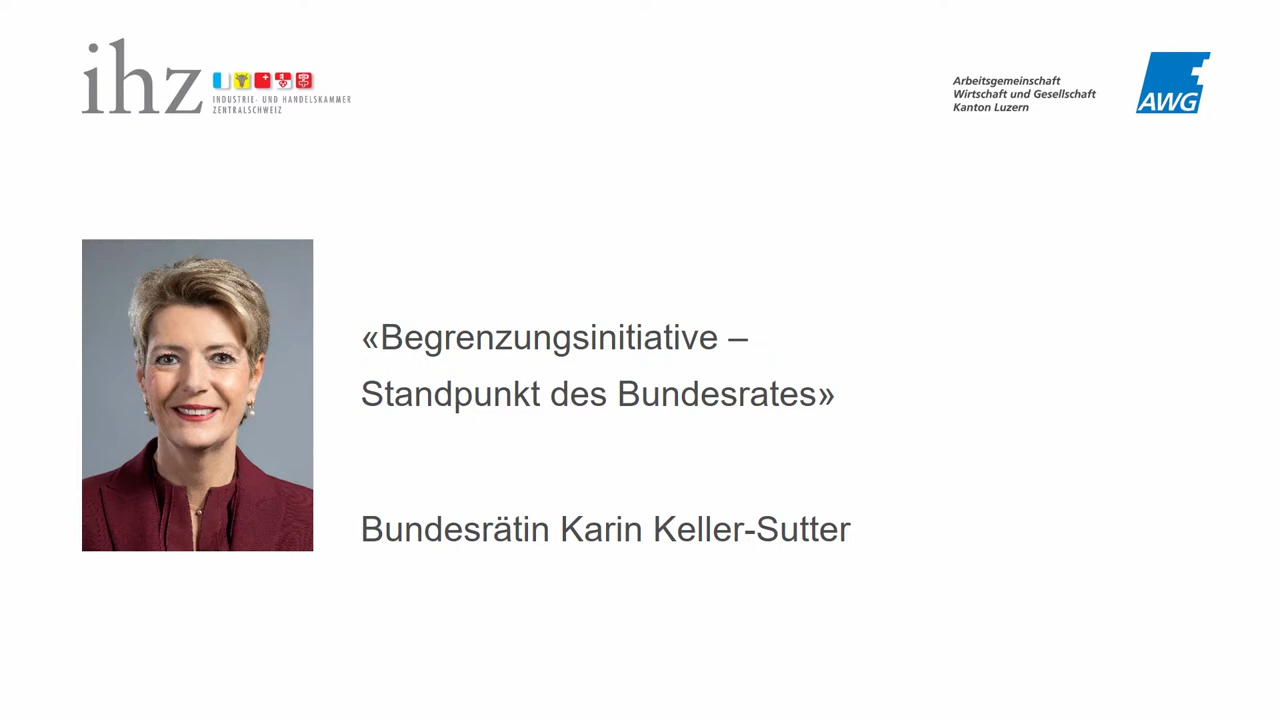 ihz
INDUSTRIE- UND HANDELSKAMMER
ZENTRALSCHWEIZ
Arbeitsgemeinschaft
Wirtschaft und Gesellschaft
Kanton Luzern
AWG
«Begrenzungsinitiative –
Standpunkt des Bundesrates»
Bundesrätin Karin Keller-Sutter